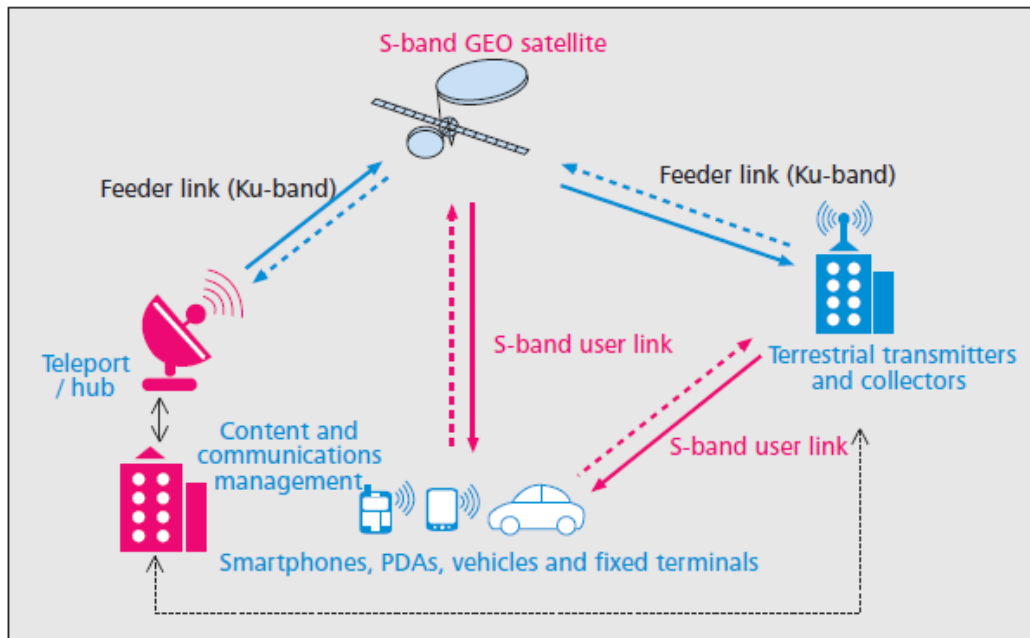 S-band GEO satellite
Feeder link (Ku-band)
Feeder link (Ku-band)
S-band user link
Teleport
/ hub
Terrestrial transmitters
and collectors
Content and
communications
management
S-band user link
Smartphones, PDAs, vehicles and fixed terminals